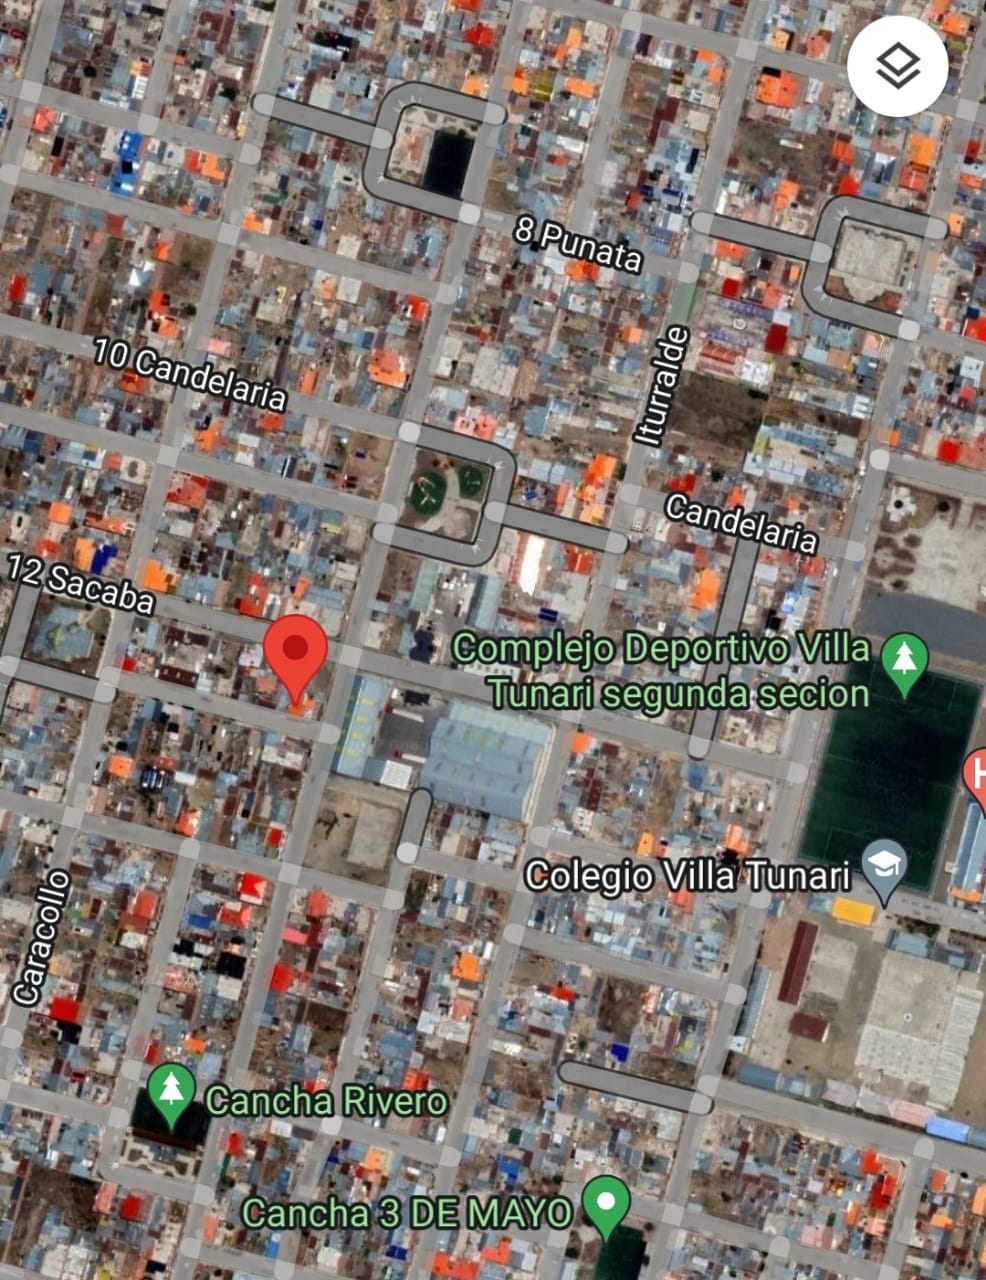 8 Punata
10 Candelaria
Iturralde
Candelaria
12 Sacaba
Complejo Deportivo Villa
Tunari segunda secion
H
Colegio Villa Tunari
Caracollo
Cancha Rivero
Cancha 3 DE MAYO